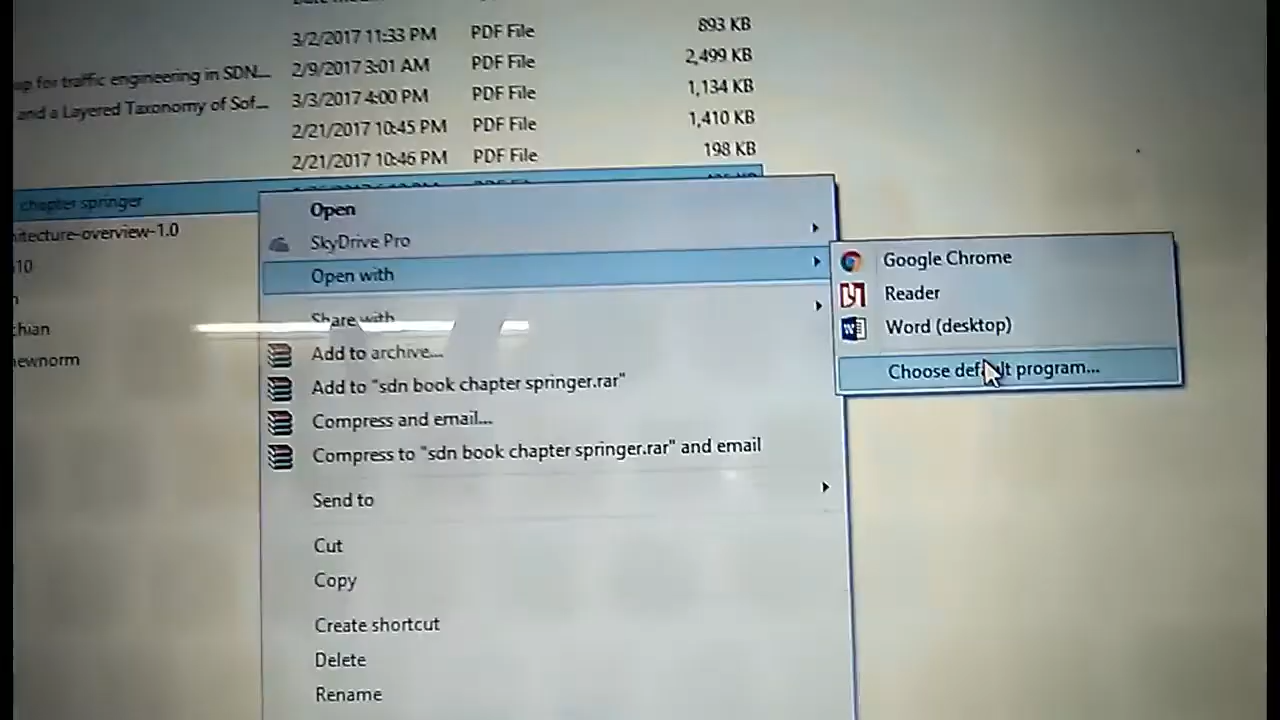 3/2/2017 11:33 PM PDF File 893 KB
2/9/2017 3:01 AM PDF File 2,499 KB
up for traffic engineering in SDN...
3/3/2017 4:00 PM PDF File 1,134 KB
and a Layered Taxonomy of Sof...
2/21/2017 10:45 PM PDF File 1,410 KB
2/21/2017 10:46 PM PDF File 198 KB
chapter springer
itecture-overview-1.0
10
hian
ewnorm
Open
SkyDrive Pro
Open with
Share with
Add to archive...
Add to "sdn book chapter springer.rar"
Compress and email...
Compress to "sdn book chapter springer.rar" and email
Send to
Cut
Copy
Create shortcut
Delete
Rename
Google Chrome
Reader
Word (desktop)
Choose default program...